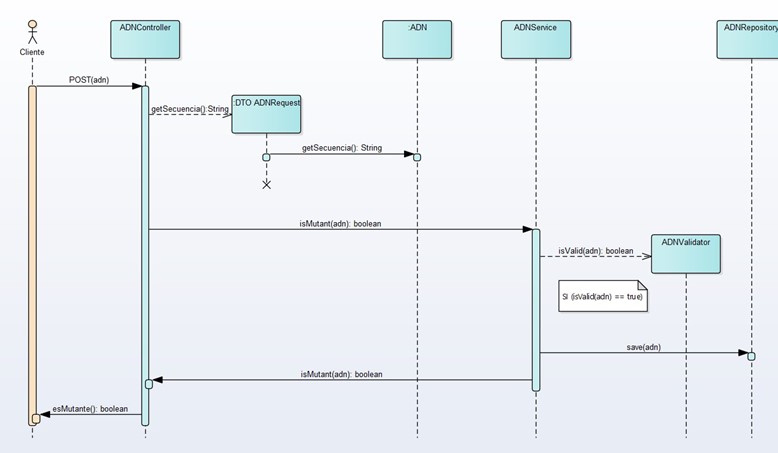 ADNController
:ADN
ADNService
ADNRepository
Cliente
POST(adn)
getSecuencia():String
:DTO ADNRequest
getSecuencia(): String
isMutant(adn): boolean
ADNValidator
isValid(adn): boolean
SI (isValid(adn) == true)
save(adn)
isMutant(adn): boolean
esMutante(): boolean